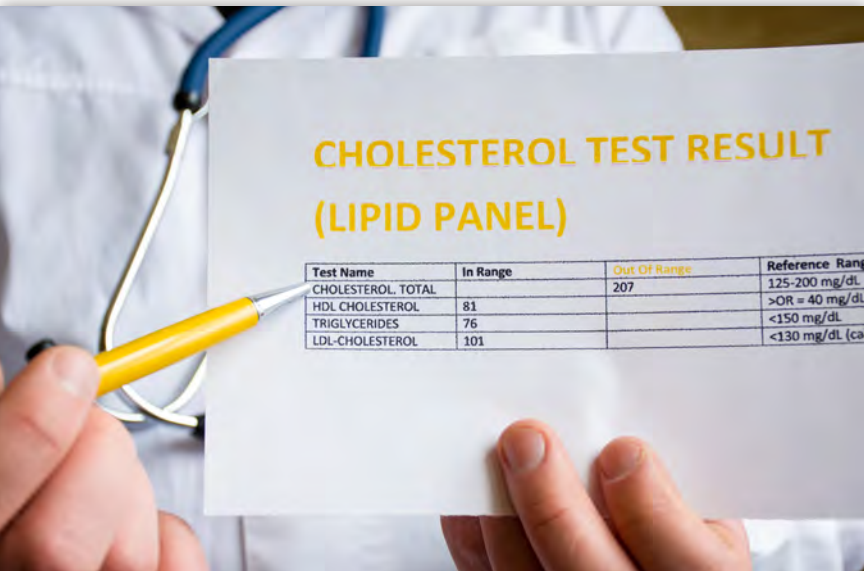 CHOLESTEROL TEST RESULT
(LIPID PANEL)
Test Name In Range Out Of Range Reference
CHOLESTEROL. TOTAL 207 125-200 mg/dL
HDL CHOLESTEROL 81 >OR = 40 mg/dL
TRIGLYCERIDES 76 <150 mg/dL
LDL-CHOLESTEROL 101 <130 mg/dL